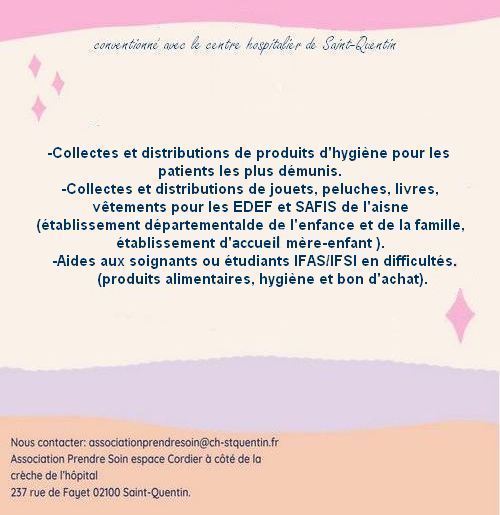 conventionné avec le centre hospitalier de Saint-Quentin
-Collectes et distributions de produits d'hygiène pour les
patients les plus démunis.
-Collectes et distributions de jouets, peluches, livres,
vêtements pour les EDEF et SAFIS de l'aisne
(établissement départementalde de l'enfance et de la famille,
établissement d'accueil mère-enfant ).
-Aides aux soignants ou étudiants IFAS/IFSI en difficultés.
(produits alimentaires, hygiène et bon d'achat).
Nous contacter: associationprendresoin@ch-stquentin.fr
Association Prendre Soin espace Cordier à côté de la
crèche de l'hôpital
237 rue de Fayet 02100 Saint-Quentin.